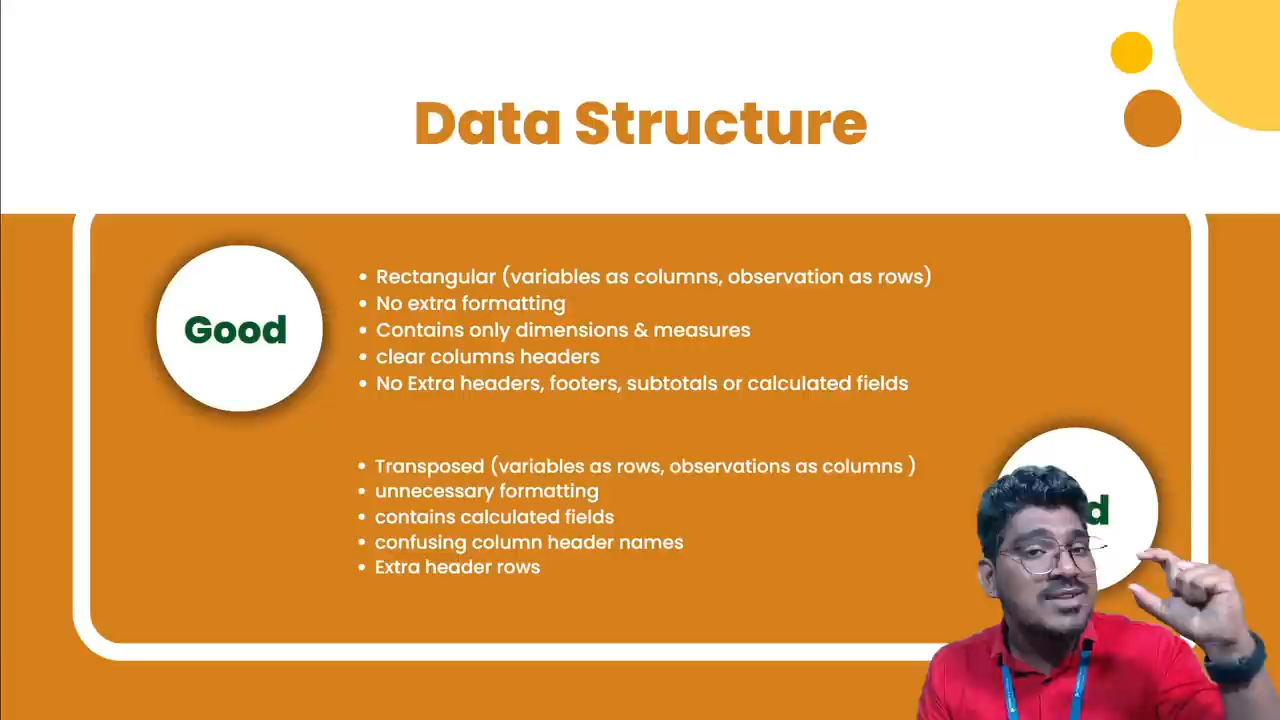 Data Structure
Good
• Rectangular (variables as columns, observation as rows)
• No extra formatting
• Contains only dimensions & measures
• clear columns headers
• No Extra headers, footers, subtotals or calculated fields
• Transposed (variables as rows, observations as columns )
• unnecessary formatting
• contains calculated fields
• confusing column header names
• Extra header rows